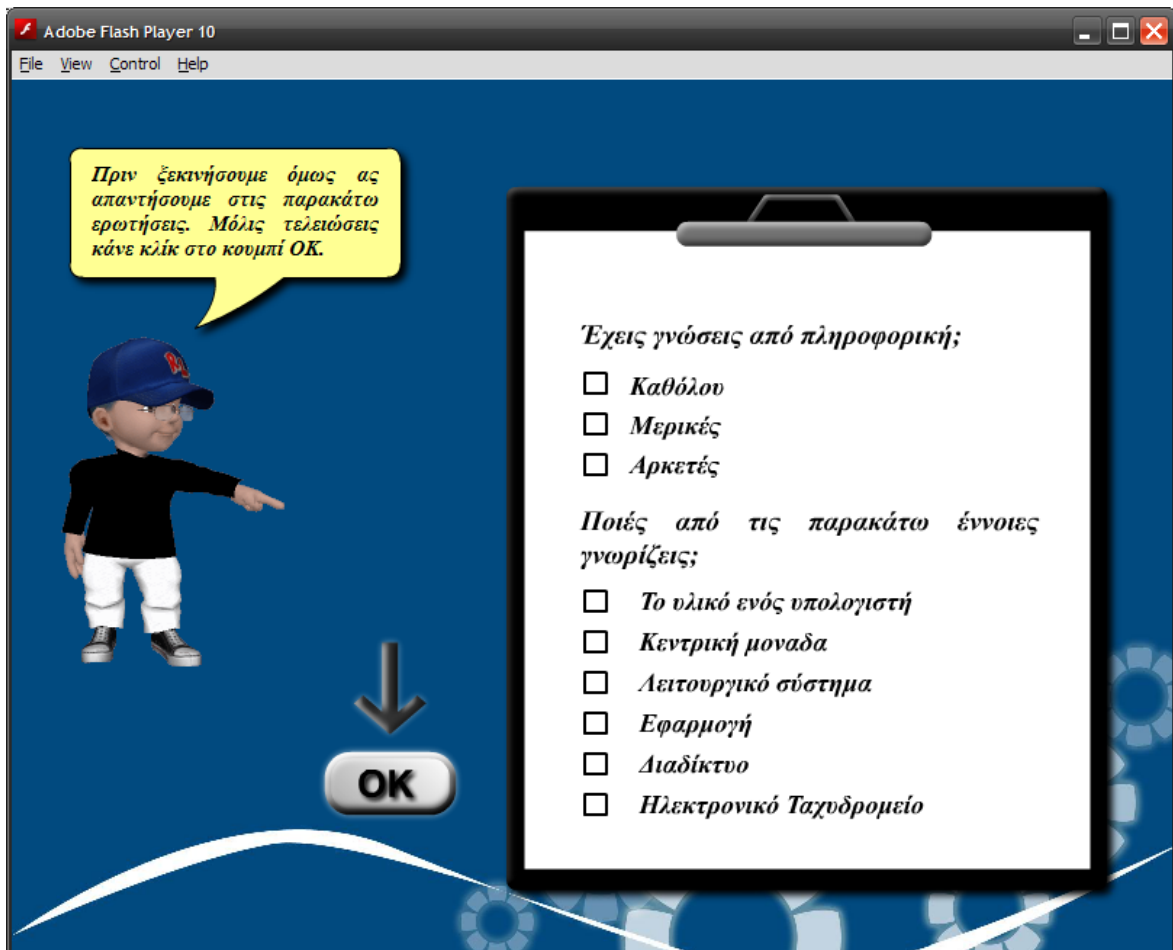 Adobe Flash Player 10
File View Control Help
Πριν ξεκινήσουμε όμως ας
απαντήσουμε στις παρακάτω
ερωτήσεις. Μόλις τελειώσεις
κάνε κλίκ στο κουμπί ΟΚ.
Έχεις γνώσεις από πληροφορική;
Καθόλου
Μερικές
Αρκετές
Ποιές από τις παρακάτω έννοιες
γνωρίζεις;
Το υλικό ενός υπολογιστή
Κεντρική μοναδα
Λειτουργικό σύστημα
Εφαρμογή
Διαδίκτυο
Ηλεκτρονικό Ταχυδρομείο
OK